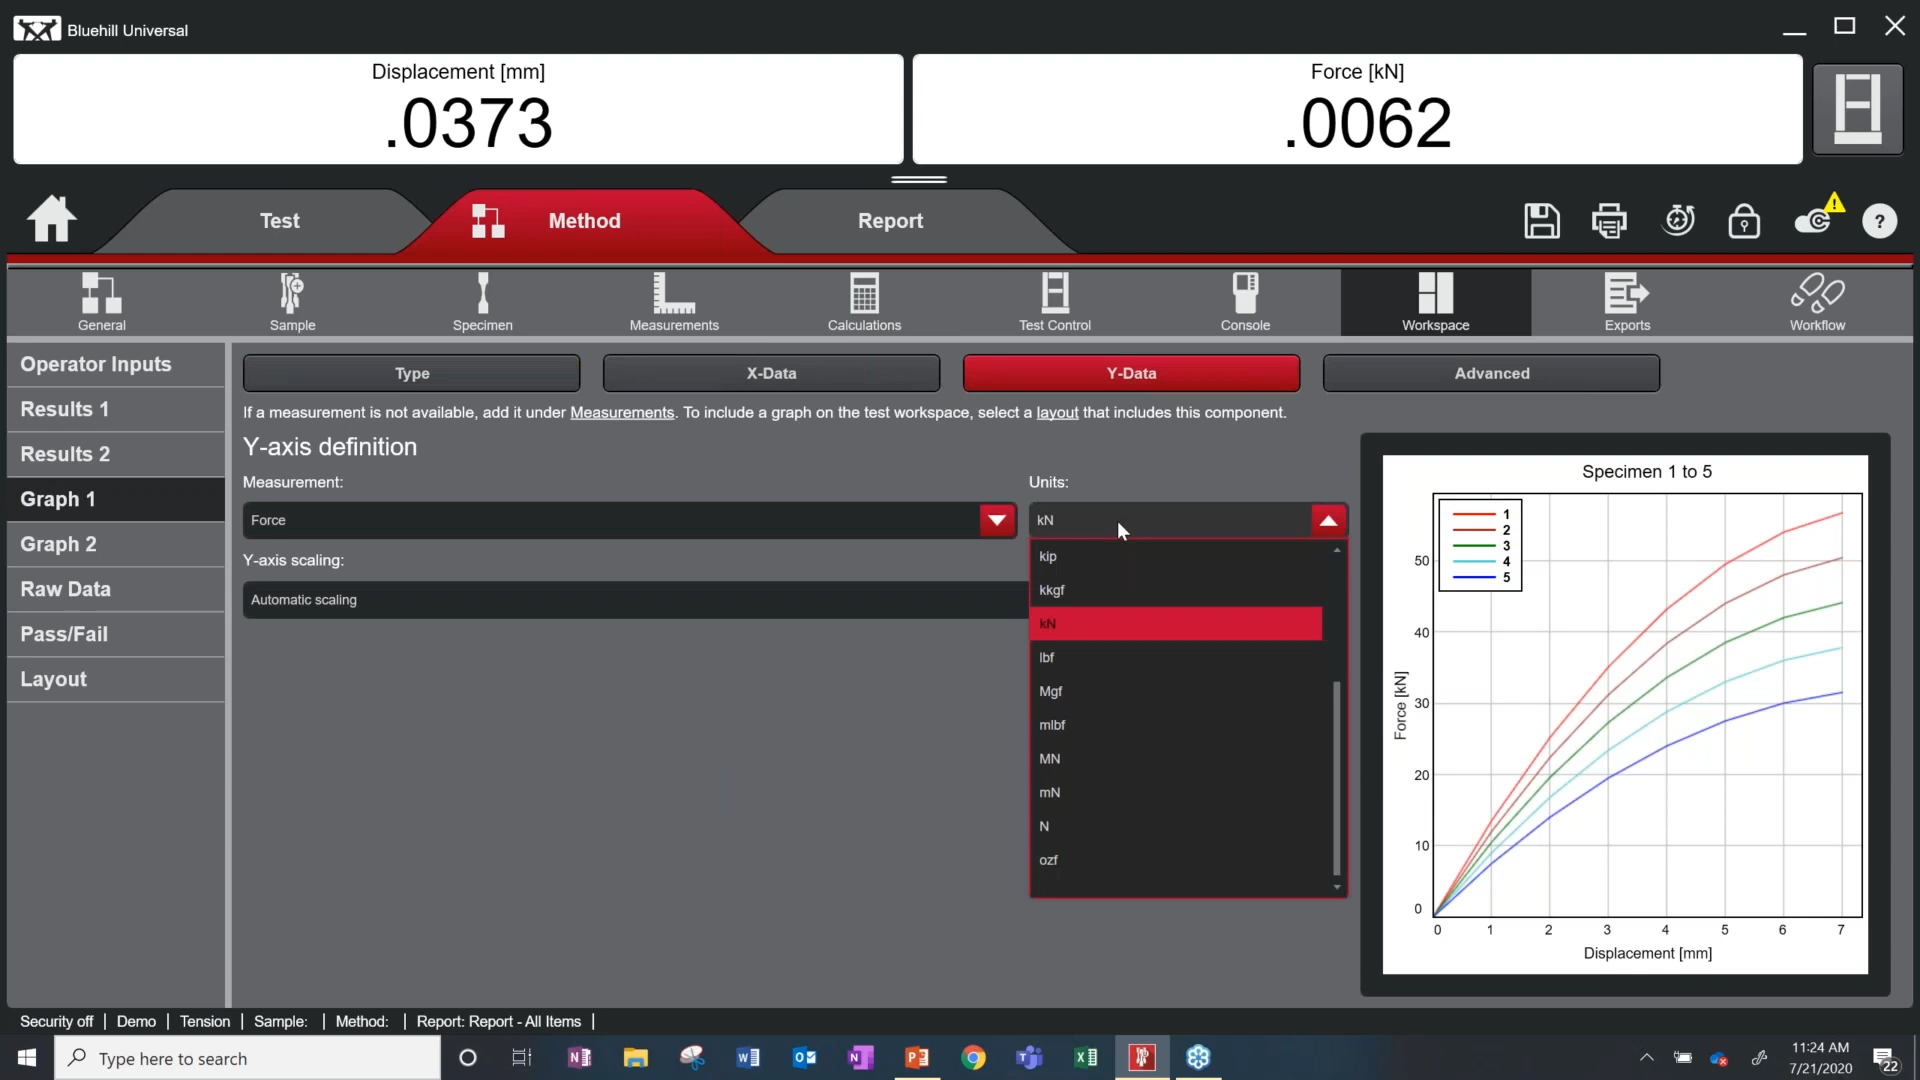 Bluehill Universal
Displacement [mm]
.0373
Force [kN]
.0062
Test
Method
Report
?
General
Sample
Specimen
Measurements
Calculations
Test Control
Console
Workspace
Exports
Workflow
Operator Inputs
Results 1
Results 2
Graph 1
Graph 2
Raw Data
Pass/Fail
Layout
Type
X-Data
Y-Data
Advanced
If a measurement is not available, add it under Measurements. To include a graph on the test workspace, select a layout that includes this component.
Y-axis definition
Measurement:
Force
Units:
kN
Y-axis scaling:
Automatic scaling
kip
kkgf
kN
lbf
Mgf
mlbf
MN
mN
N
ozf
Specimen 1 to 5
1
2
3
4
5
50
40
30
20
10
0
Force [kN]
0 1 2 3 4 5 6 7
Displacement [mm]
Security off | Demo | Tension | Sample: | Method: | Report: Report - All Items |
Type here to search
11:24 AM
7/21/2020
22